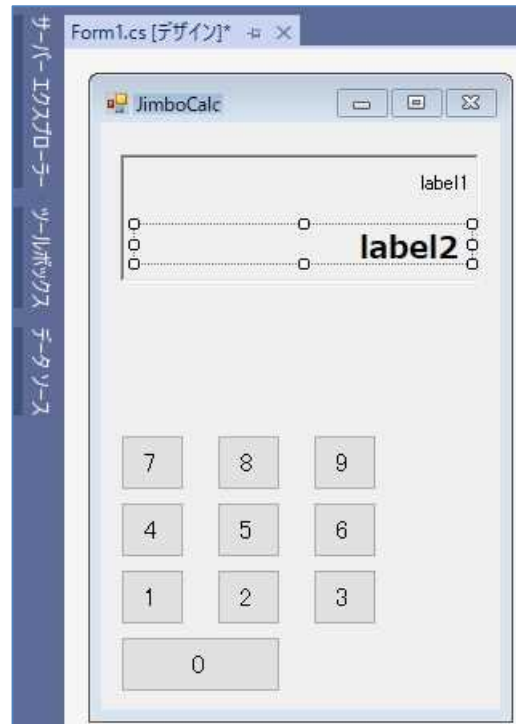 サーバー エクスプローラー
ツールボックス
データ ソース
Form1.cs [デザイン]*
JimboCalc
label1
label2
7 8 9
4 5 6
1 2 3
0